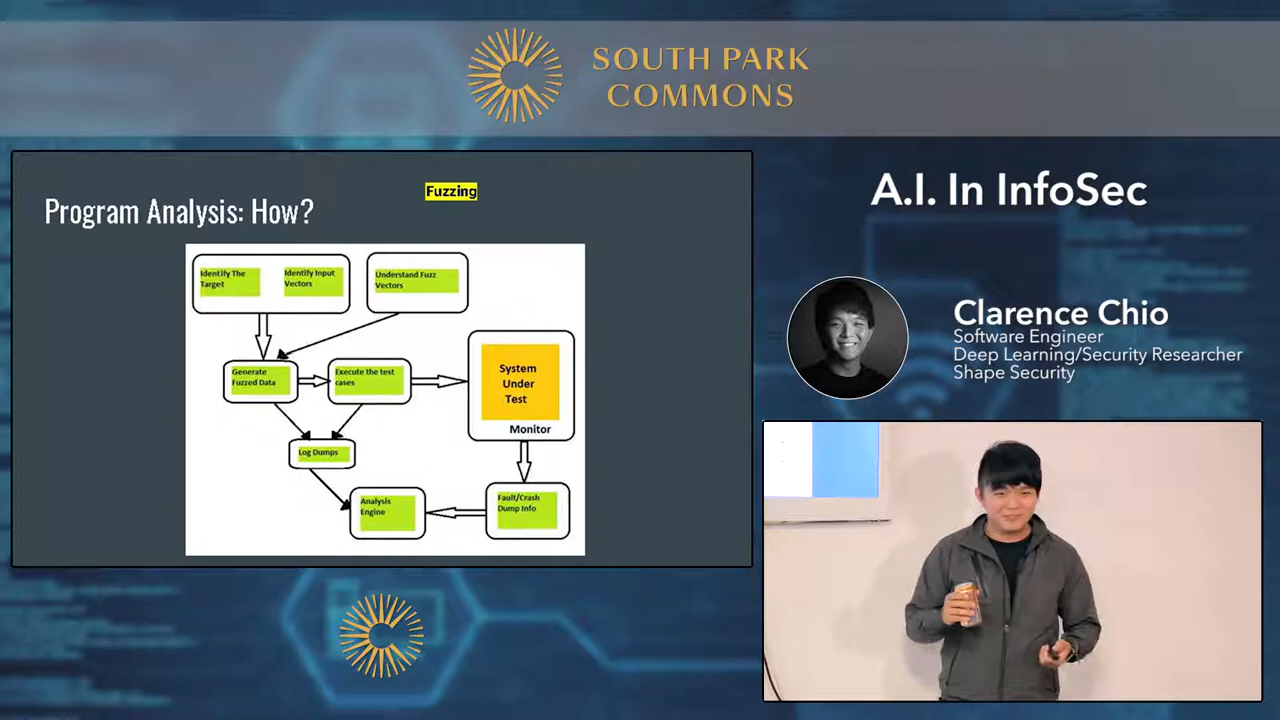 SOUTH PARK
COMMONS
Program Analysis: How?
Fuzzing
Identify The
Target
Identify Input
Vectors
Understand Fuzz
Vectors
Generate
Fuzzed Data
Execute the test
cases
System
Under
Test
Monitor
Log Dumps
Analysis
Engine
Fault/Crash
Dump Info
A.I. In InfoSec
Clarence Chio
Software Engineer
Deep Learning/Security Researcher
Shape Security